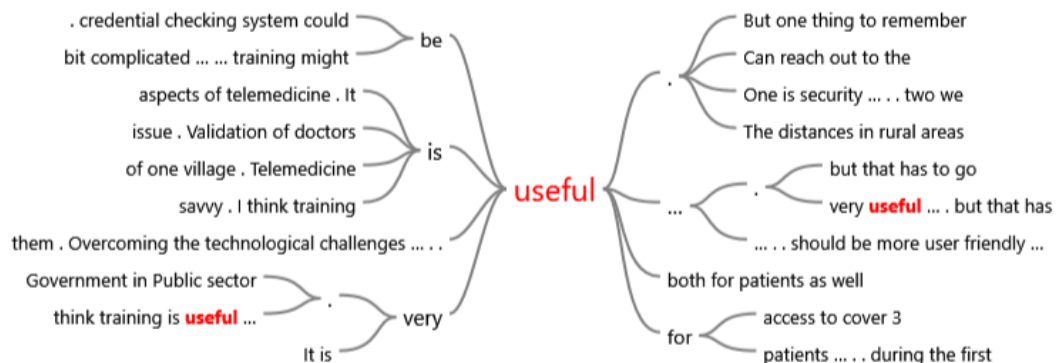 . credential checking system could
bit complicated ... ... training might
be
aspects of telemedicine . It
issue . Validation of doctors
of one village . Telemedicine
savvy . I think training
is
them . Overcoming the technological challenges ... . .
Government in Public sector
think training is useful ...
.
It is
very
useful
.
But one thing to remember
Can reach out to the
One is security ... . . two we
The distances in rural areas
...
.
but that has to go
very useful ... . but that has
... . . should be more user friendly ...
both for patients as well
for
access to cover 3
patients ... . . during the first